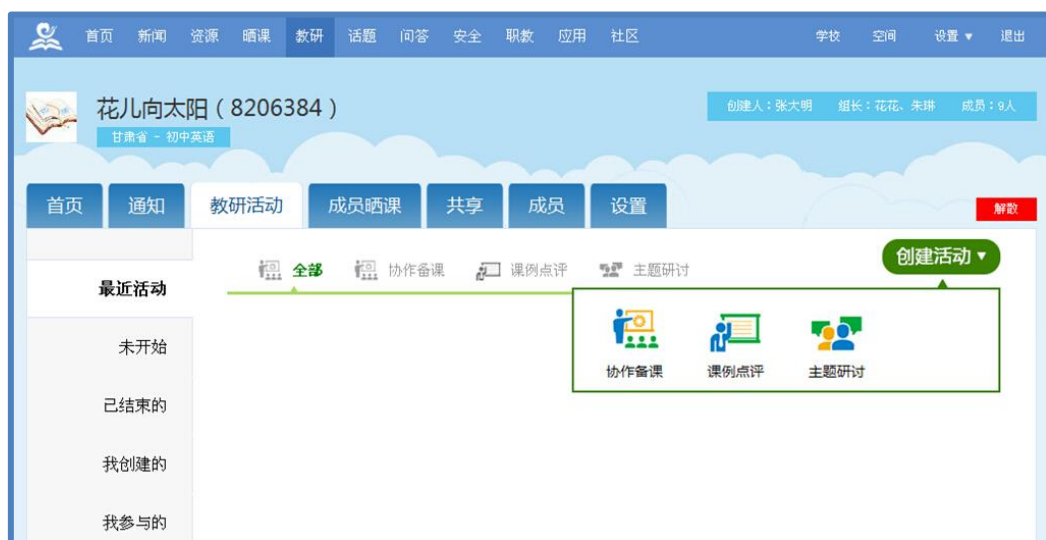 首页 新闻 资源 晒课 教研 话题 问答 安全 职教 应用 社区 学校 空间 设置 ▼ 退出
花儿向太阳（8206384）
创建人：张大明 组长：花花、朱琳 成员：9人
甘肃省 - 初中英语
首页 通知 教研活动 成员晒课 共享 成员 设置
解散
创建活动 ▼
全部 协作备课 课例点评 主题研讨
最近活动
未开始
协作备课 课例点评 主题研讨
已结束的
我创建的
我参与的